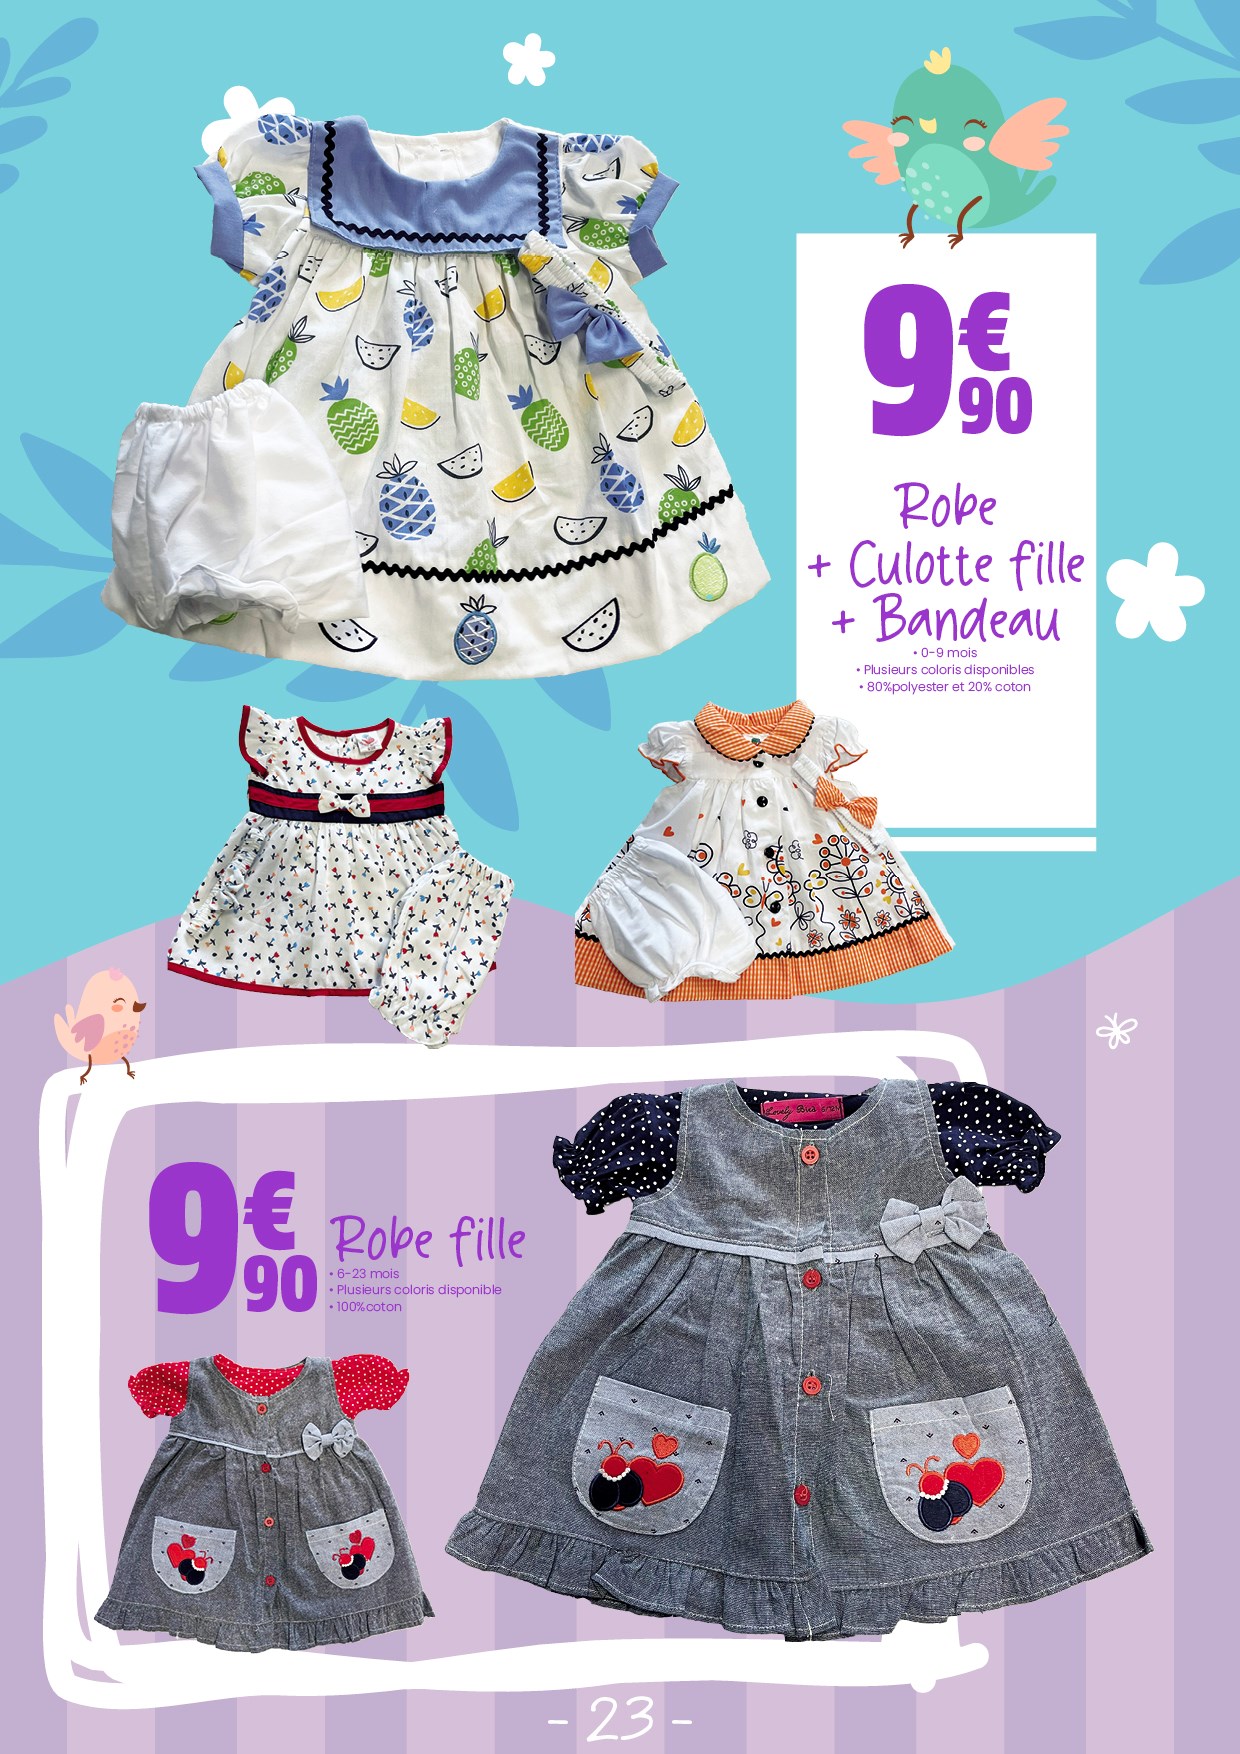 9€
90
Robe
+ Culotte fille
+ Bandeau
• 0-9 mois
• Plusieurs coloris disponibles
• 80%polyester et 20% coton
9€
90
Robe fille
• 6-23 mois
• Plusieurs coloris disponible
• 100%coton
- 23 -